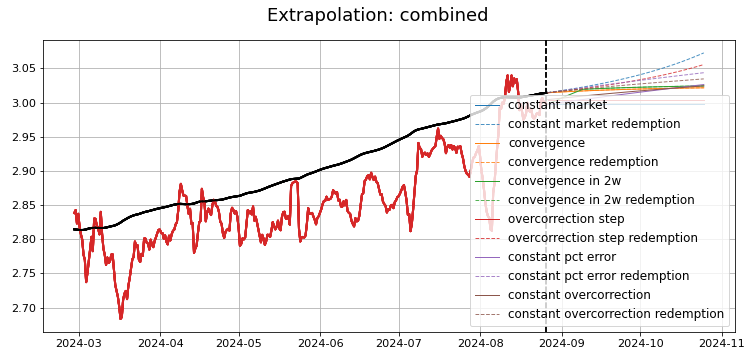 Extrapolation: combined
3.05
3.00
2.95
2.90
2.85
2.80
2.75
2.70
constant market
constant market redemption
convergence
convergence redemption
convergence in 2w
convergence in 2w redemption
overcorrection step
overcorrection step redemption
constant pct error
constant pct error redemption
constant overcorrection
constant overcorrection redemption
2024-03 2024-04 2024-05 2024-06 2024-07 2024-08 2024-09 2024-10 2024-11